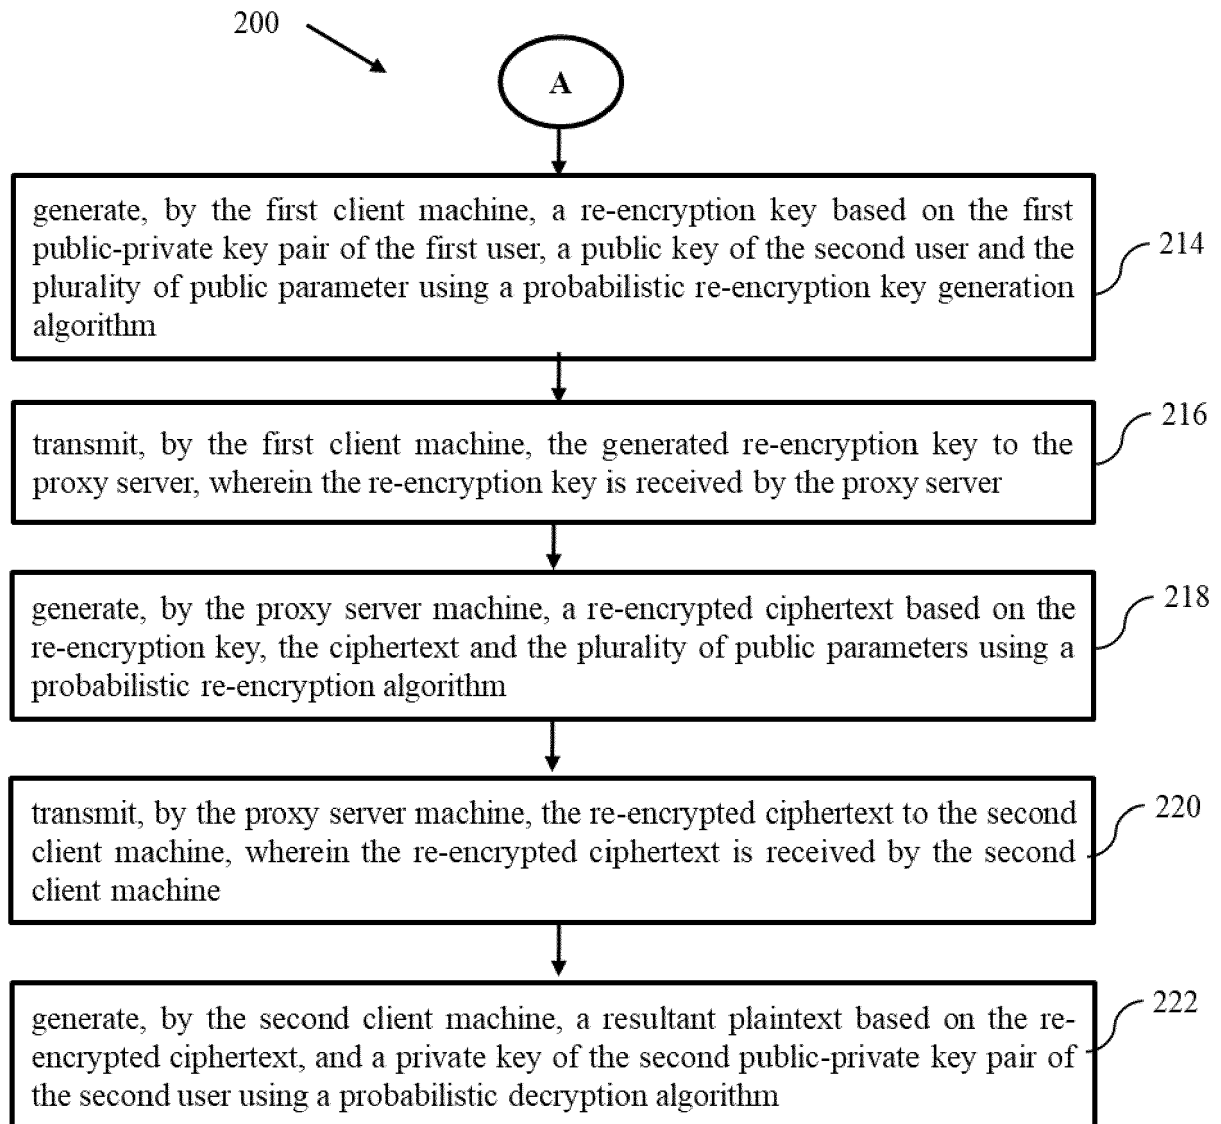 200
A
generate, by the first client machine, a re-encryption key based on the first
public-private key pair of the first user, a public key of the second user and the
plurality of public parameter using a probabilistic re-encryption key generation
algorithm
214
transmit, by the first client machine, the generated re-encryption key to the
proxy server, wherein the re-encryption key is received by the proxy server
216
generate, by the proxy server machine, a re-encrypted ciphertext based on the
re-encryption key, the ciphertext and the plurality of public parameters using a
probabilistic re-encryption algorithm
218
transmit, by the proxy server machine, the re-encrypted ciphertext to the second
client machine, wherein the re-encrypted ciphertext is received by the second
client machine
220
generate, by the second client machine, a resultant plaintext based on the re-
encrypted ciphertext, and a private key of the second public-private key pair of
the second user using a probabilistic decryption algorithm
222